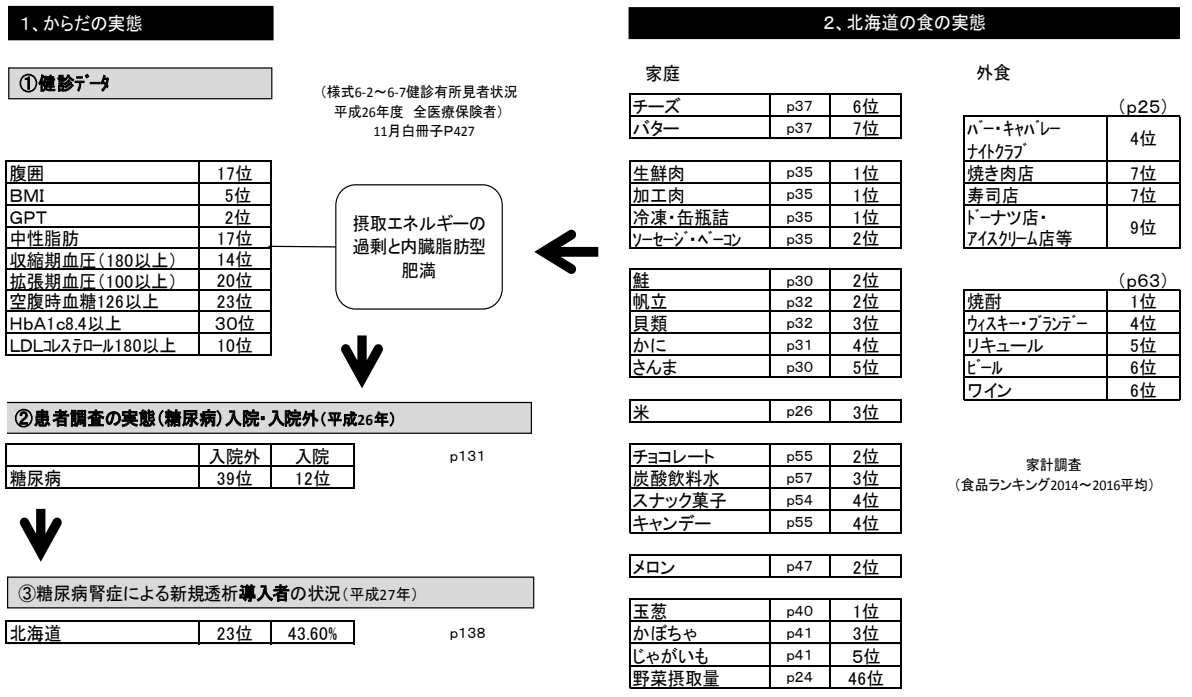 1、からだの実態
①健診ﾃﾞｰﾀ
（様式6-2～6-7健診有所見者状況
平成26年度　全医療保険者）
11月白冊子P427
腹囲 17位
BMI 5位
GPT 2位
中性脂肪 17位
収縮期血圧(180以上) 14位
拡張期血圧(100以上) 20位
空腹時血糖126以上 23位
HbA1c8.4以上 30位
LDLｺﾚｽﾃﾛｰﾙ180以上 10位
摂取エネルギーの
過剰と内臓脂肪型
肥満
②患者調査の実態(糖尿病)入院・入院外(平成26年)
入院外 入院
糖尿病 39位 12位
p131
③糖尿病腎症による新規透析導入者の状況(平成27年)
北海道 23位 43.60%
p138
2、北海道の食の実態
家庭
チーズ p37 6位
バター p37 7位
生鮮肉 p35 1位
加工肉 p35 1位
冷凍・缶瓶詰 p35 1位
ｿｰｾｰｼﾞ・ﾍﾞｰｺﾝ p35 2位
鮭 p30 2位
帆立 p32 2位
貝類 p32 3位
かに p31 4位
さんま p30 5位
米 p26 3位
チョコレート p55 2位
炭酸飲料水 p57 3位
スナック菓子 p54 4位
キャンデー p55 4位
メロン p47 2位
玉葱 p40 1位
かぼちゃ p41 3位
じゃがいも p41 5位
野菜摂取量 p24 46位
外食
(p25)
ﾊﾞｰ・ｷｬﾊﾞﾚｰ
ﾅｲﾄｸﾗﾌﾞ 4位
焼き肉店 7位
寿司店 7位
ﾄﾞｰﾅﾂ店・
ｱｲｽｸﾘｰﾑ店等 9位
(p63)
焼酎 1位
ｳｨｽｷｰ・ﾌﾞﾗﾝﾃﾞｰ 4位
リキュール 5位
ﾋﾞｰﾙ 6位
ワイン 6位
家計調査
（食品ランキング2014～2016平均）